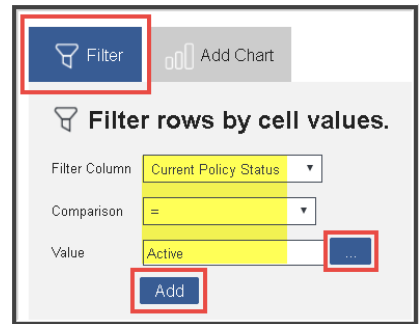 Filter Add Chart
Filter rows by cell values.
Filter Column Current Policy Status
Comparison =
Value Active ...
Add